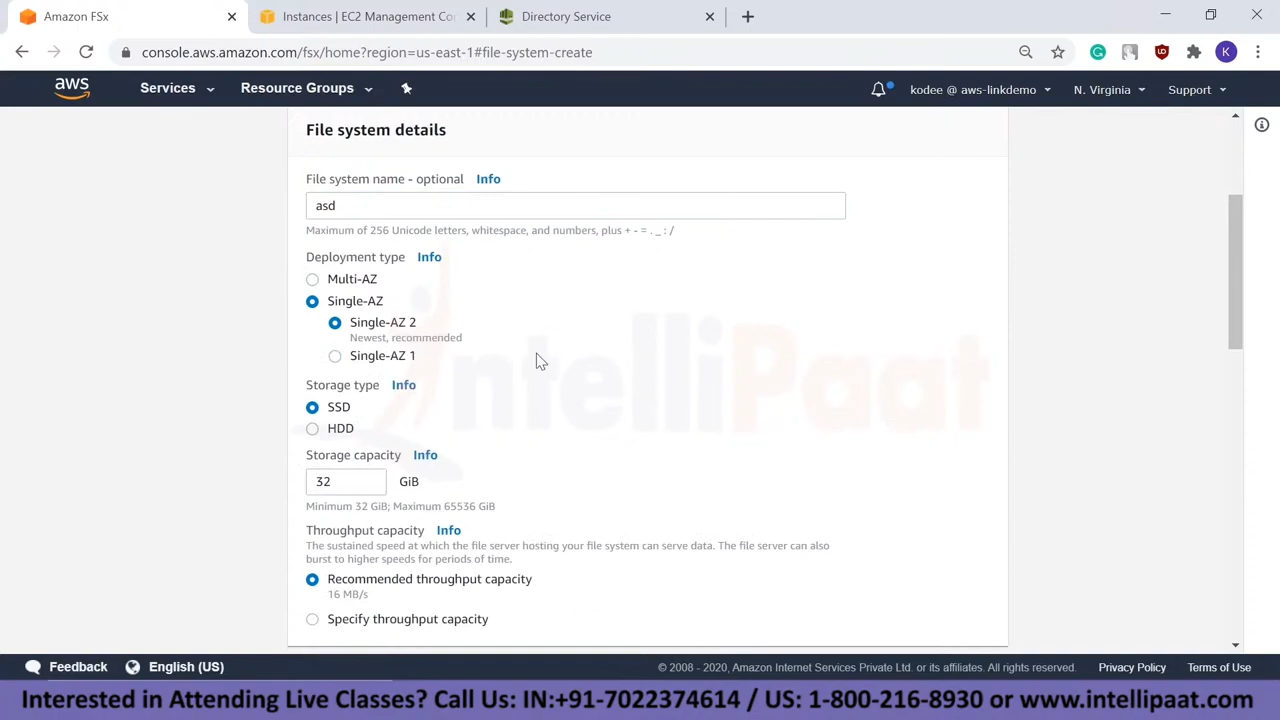 Amazon FSx
Instances | EC2 Management Co
Directory Service
console.aws.amazon.com/fsx/home?region=us-east-1#file-system-create
K
aws
Services
Resource Groups
kodee @ aws-linkdemo
N. Virginia
Support
File system details
File system name - optional Info
asd
Maximum of 256 Unicode letters, whitespace, and numbers, plus + - = . _ : /
Deployment type Info
Multi-AZ
Single-AZ
Single-AZ 2
Newest, recommended
Single-AZ 1
IntelliPaat
Storage type Info
SSD
HDD
Storage capacity Info
32 GiB
Minimum 32 GiB; Maximum 65536 GiB
Throughput capacity Info
The sustained speed at which the file server hosting your file system can serve data. The file server can also
burst to higher speeds for periods of time.
Recommended throughput capacity
16 MB/s
Specify throughput capacity
Feedback
English (US)
© 2008 - 2020, Amazon Internet Services Private Ltd. or its affiliates. All rights reserved.
Privacy Policy
Terms of Use
Interested in Attending Live Classes? Call Us: IN:+91-7022374614 / US: 1-800-216-8930 or www.intellipaat.com